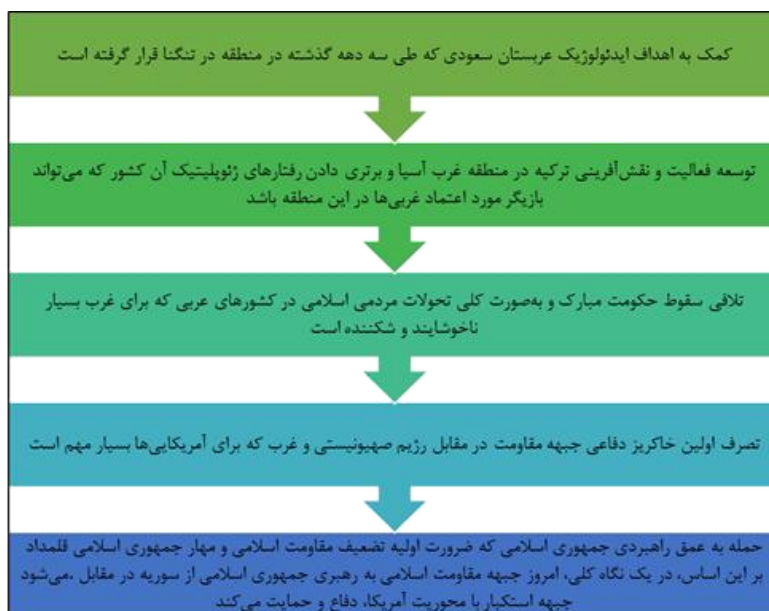 کمک به اهداف ایدئولوژیک عربستان سعودی که طی سه دهه گذشته در منطقه در تنگنا قرار گرفته است
توسعه فعالیت و نقش‌آفرینی ترکیه در منطقه غرب آسیا و برتری دادن رفتارهای ژئوپلیتیک آن کشور که می‌تواند
بازیگر مورد اعتماد غربی‌ها در این منطقه باشد
تلافی سقوط حکومت مبارک و به‌صورت کلی تحولات مردمی اسلامی در کشورهای عربی که برای غرب بسیار
ناخوشایند و شکننده است
تصرف اولین خاکریز دفاعی جبهه مقاومت در مقابل رژیم صهیونیستی و غرب که برای آمریکایی‌ها بسیار مهم است
حمله به عمق راهبردی جمهوری اسلامی که ضرورت اولیه تضعیف مقاومت اسلامی و مهار جمهوری اسلامی قلمداد
بر این اساس، در یک نگاه کلی، امروز جبهه مقاومت اسلامی به رهبری جمهوری اسلامی از سوریه در مقابل ،می‌شود
جبهه استکبار با محوریت آمریکا، دفاع و حمایت می‌کند